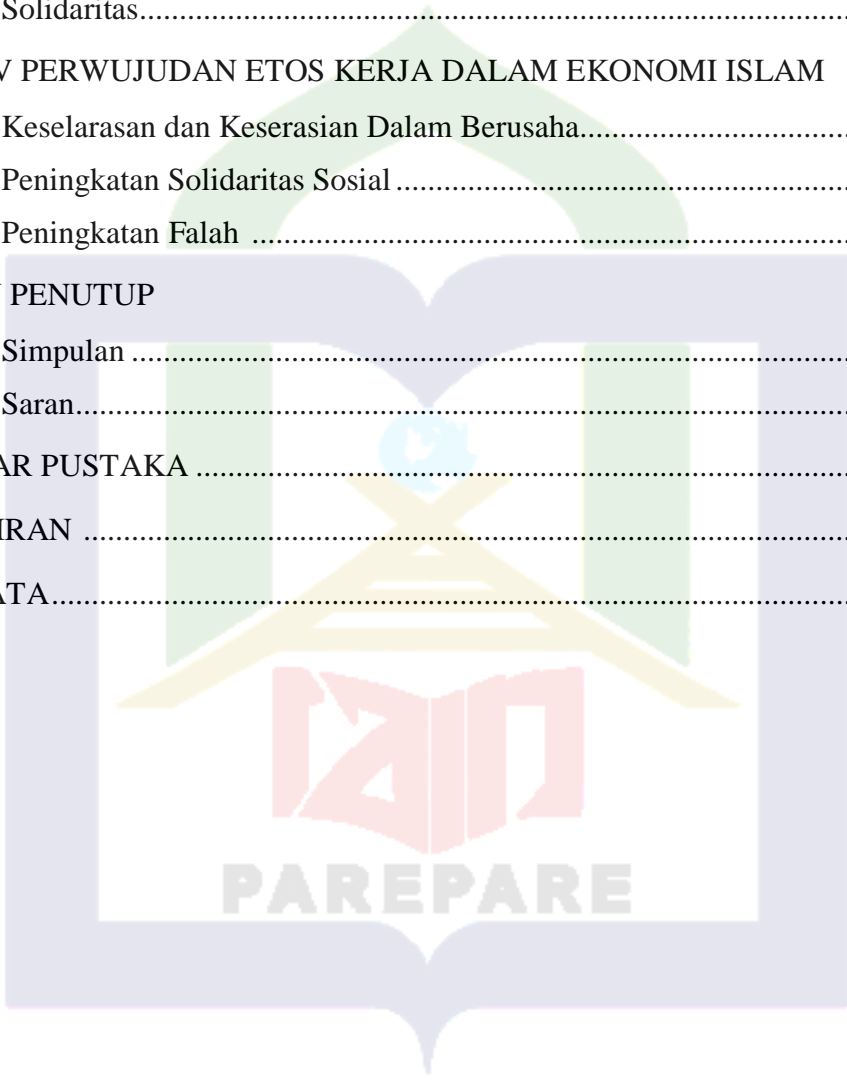 Solidaritas..........................................................................................
V PERWUJUDAN ETOS KERJA DALAM EKONOMI ISLAM
Keselarasan dan Keserasian Dalam Berusaha..................................
Peningkatan Solidaritas Sosial..........................................................
Peningkatan Falah ............................................................................
PENUTUP
Simpulan ...........................................................................................
Saran..................................................................................................
AR PUSTAKA ..................................................................................
IRAN .................................................................................................
ATA.....................................................................................................
PAREPARE